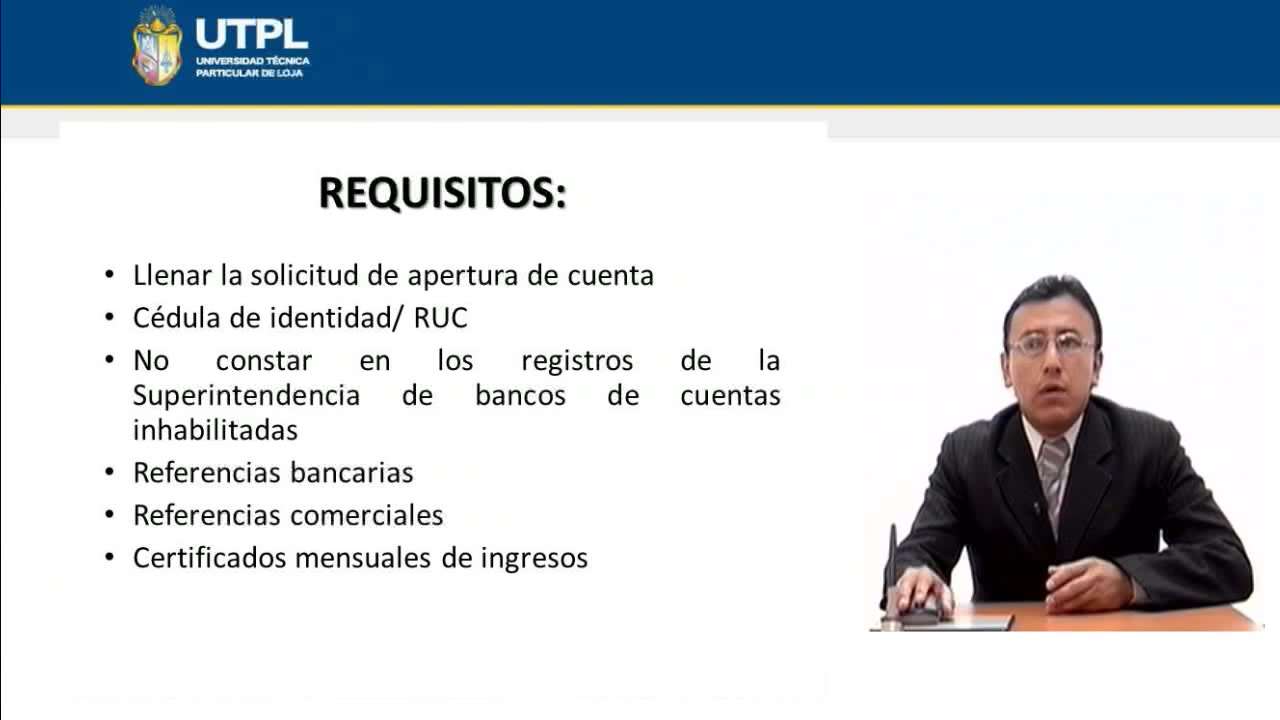 UTPL
UNIVERSIDAD TÉCNICA
PARTICULAR DE LOJA
REQUISITOS:
• Llenar la solicitud de apertura de cuenta
• Cédula de identidad/ RUC
• No constar en los registros de la
Superintendencia de bancos de cuentas
inhabilitadas
• Referencias bancarias
• Referencias comerciales
• Certificados mensuales de ingresos